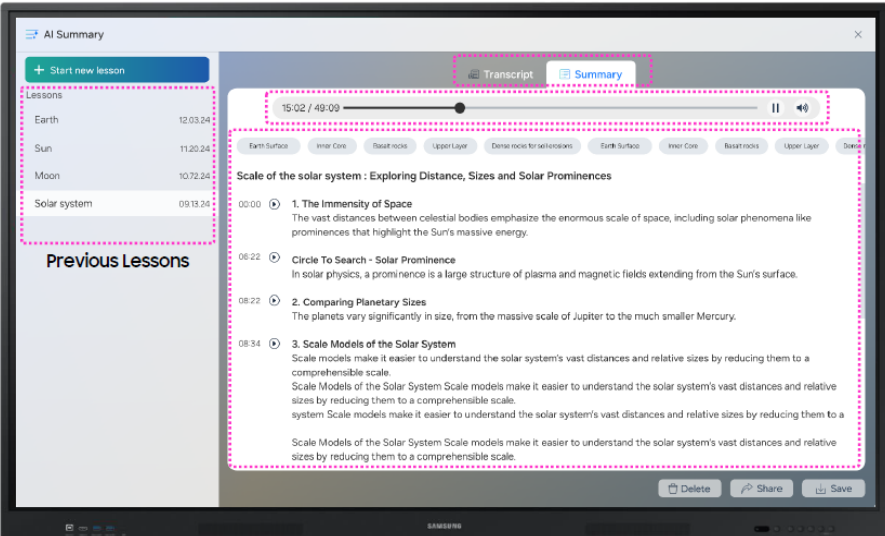 AI Summary
+ Start new lesson
Lessons
Earth 12.03.24
Sun 11.20.24
Moon 10.72.24
Solar system 09.13.24
Previous Lessons
Transcript
Summary
15:02 / 49:09
Earth Surface Inner Core Basalt rocks Upper Layer Dense rocks for sollerosions Earth Surface Inner Core Basalt rocks Upper Layer Dense
Scale of the solar system : Exploring Distance, Sizes and Solar Prominences
00:00 1. The Immensity of Space
The vast distances between celestial bodies emphasize the enormous scale of space, including solar phenomena like
prominences that highlight the Sun's massive energy.
06:22 Circle To Search - Solar Prominence
In solar physics, a prominence is a large structure of plasma and magnetic fields extending from the Sun's surface.
08:22 2. Comparing Planetary Sizes
The planets vary significantly in size, from the massive scale of Jupiter to the much smaller Mercury.
08:34 3. Scale Models of the Solar System
Scale models make it easier to understand the solar system's vast distances and relative sizes by reducing them to a
comprehensible scale.
Scale Models of the Solar System Scale models make it easier to understand the solar system's vast distances and relative
sizes by reducing them to a comprehensible scale.
system Scale models make it easier to understand the solar system's vast distances and relative sizes by reducing them to a
Scale Models of the Solar System Scale models make it easier to understand the solar system's vast distances and relative
sizes by reducing them to a comprehensible scale.
Delete Share Save
SAMSUNG